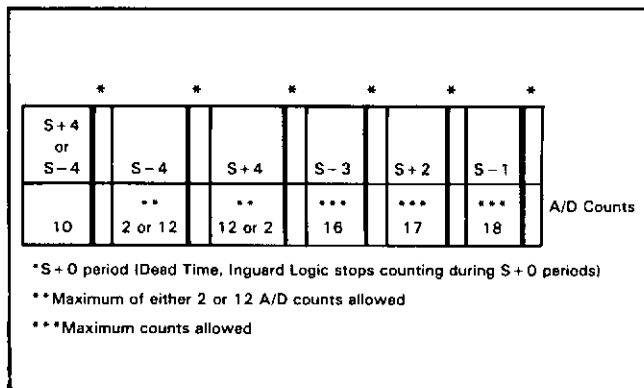 * * * * * *
S+4
or
S−4 S−4 S+4 S−3 S+2 S−1
** ** *** *** ***
10 2 or 12 12 or 2 16 17 18 A/D Counts
*S+0 period (Dead Time, Inguard Logic stops counting during S+0 periods)
**Maximum of either 2 or 12 A/D counts allowed
***Maximum counts allowed